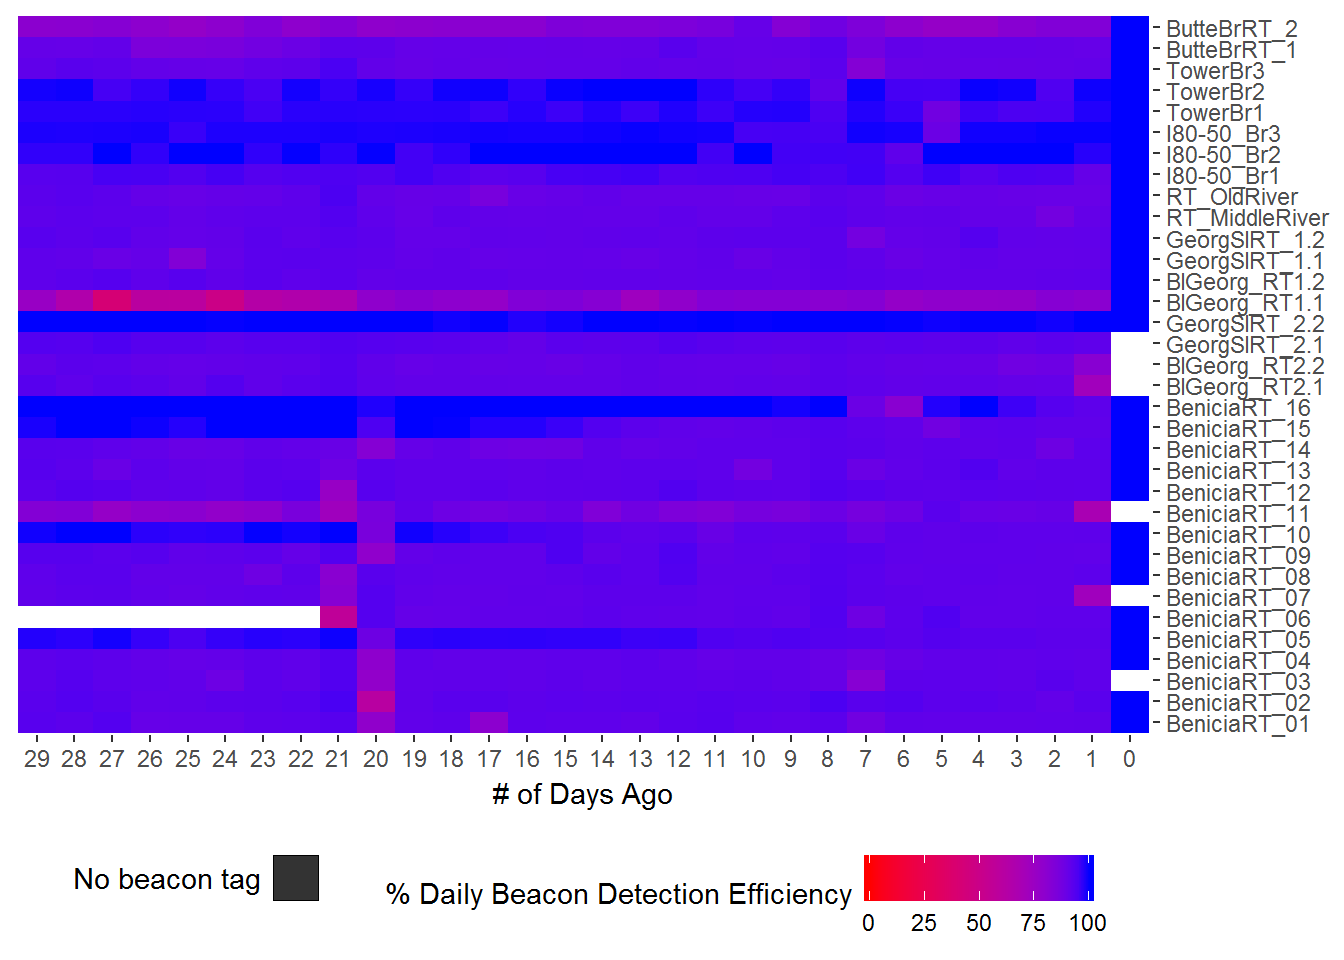 ButteBrRT_2
ButteBrRT_1
TowerBr3
TowerBr2
TowerBr1
I80-50_Br3
I80-50_Br2
I80-50_Br1
RT_OldRiver
RT_MiddleRiver
GeorgSlRT_1.2
GeorgSlRT_1.1
BlGeorg_RT1.2
BlGeorg_RT1.1
GeorgSlRT_2.2
GeorgSlRT_2.1
BlGeorg_RT2.2
BlGeorg_RT2.1
BeniciaRT_16
BeniciaRT_15
BeniciaRT_14
BeniciaRT_13
BeniciaRT_12
BeniciaRT_11
BeniciaRT_10
BeniciaRT_09
BeniciaRT_08
BeniciaRT_07
BeniciaRT_06
BeniciaRT_05
BeniciaRT_04
BeniciaRT_03
BeniciaRT_02
BeniciaRT_01
29 28 27 26 25 24 23 22 21 20 19 18 17 16 15 14 13 12 11 10 9 8 7 6 5 4 3 2 1 0
# of Days Ago
No beacon tag
% Daily Beacon Detection Efficiency
0 25 50 75 100